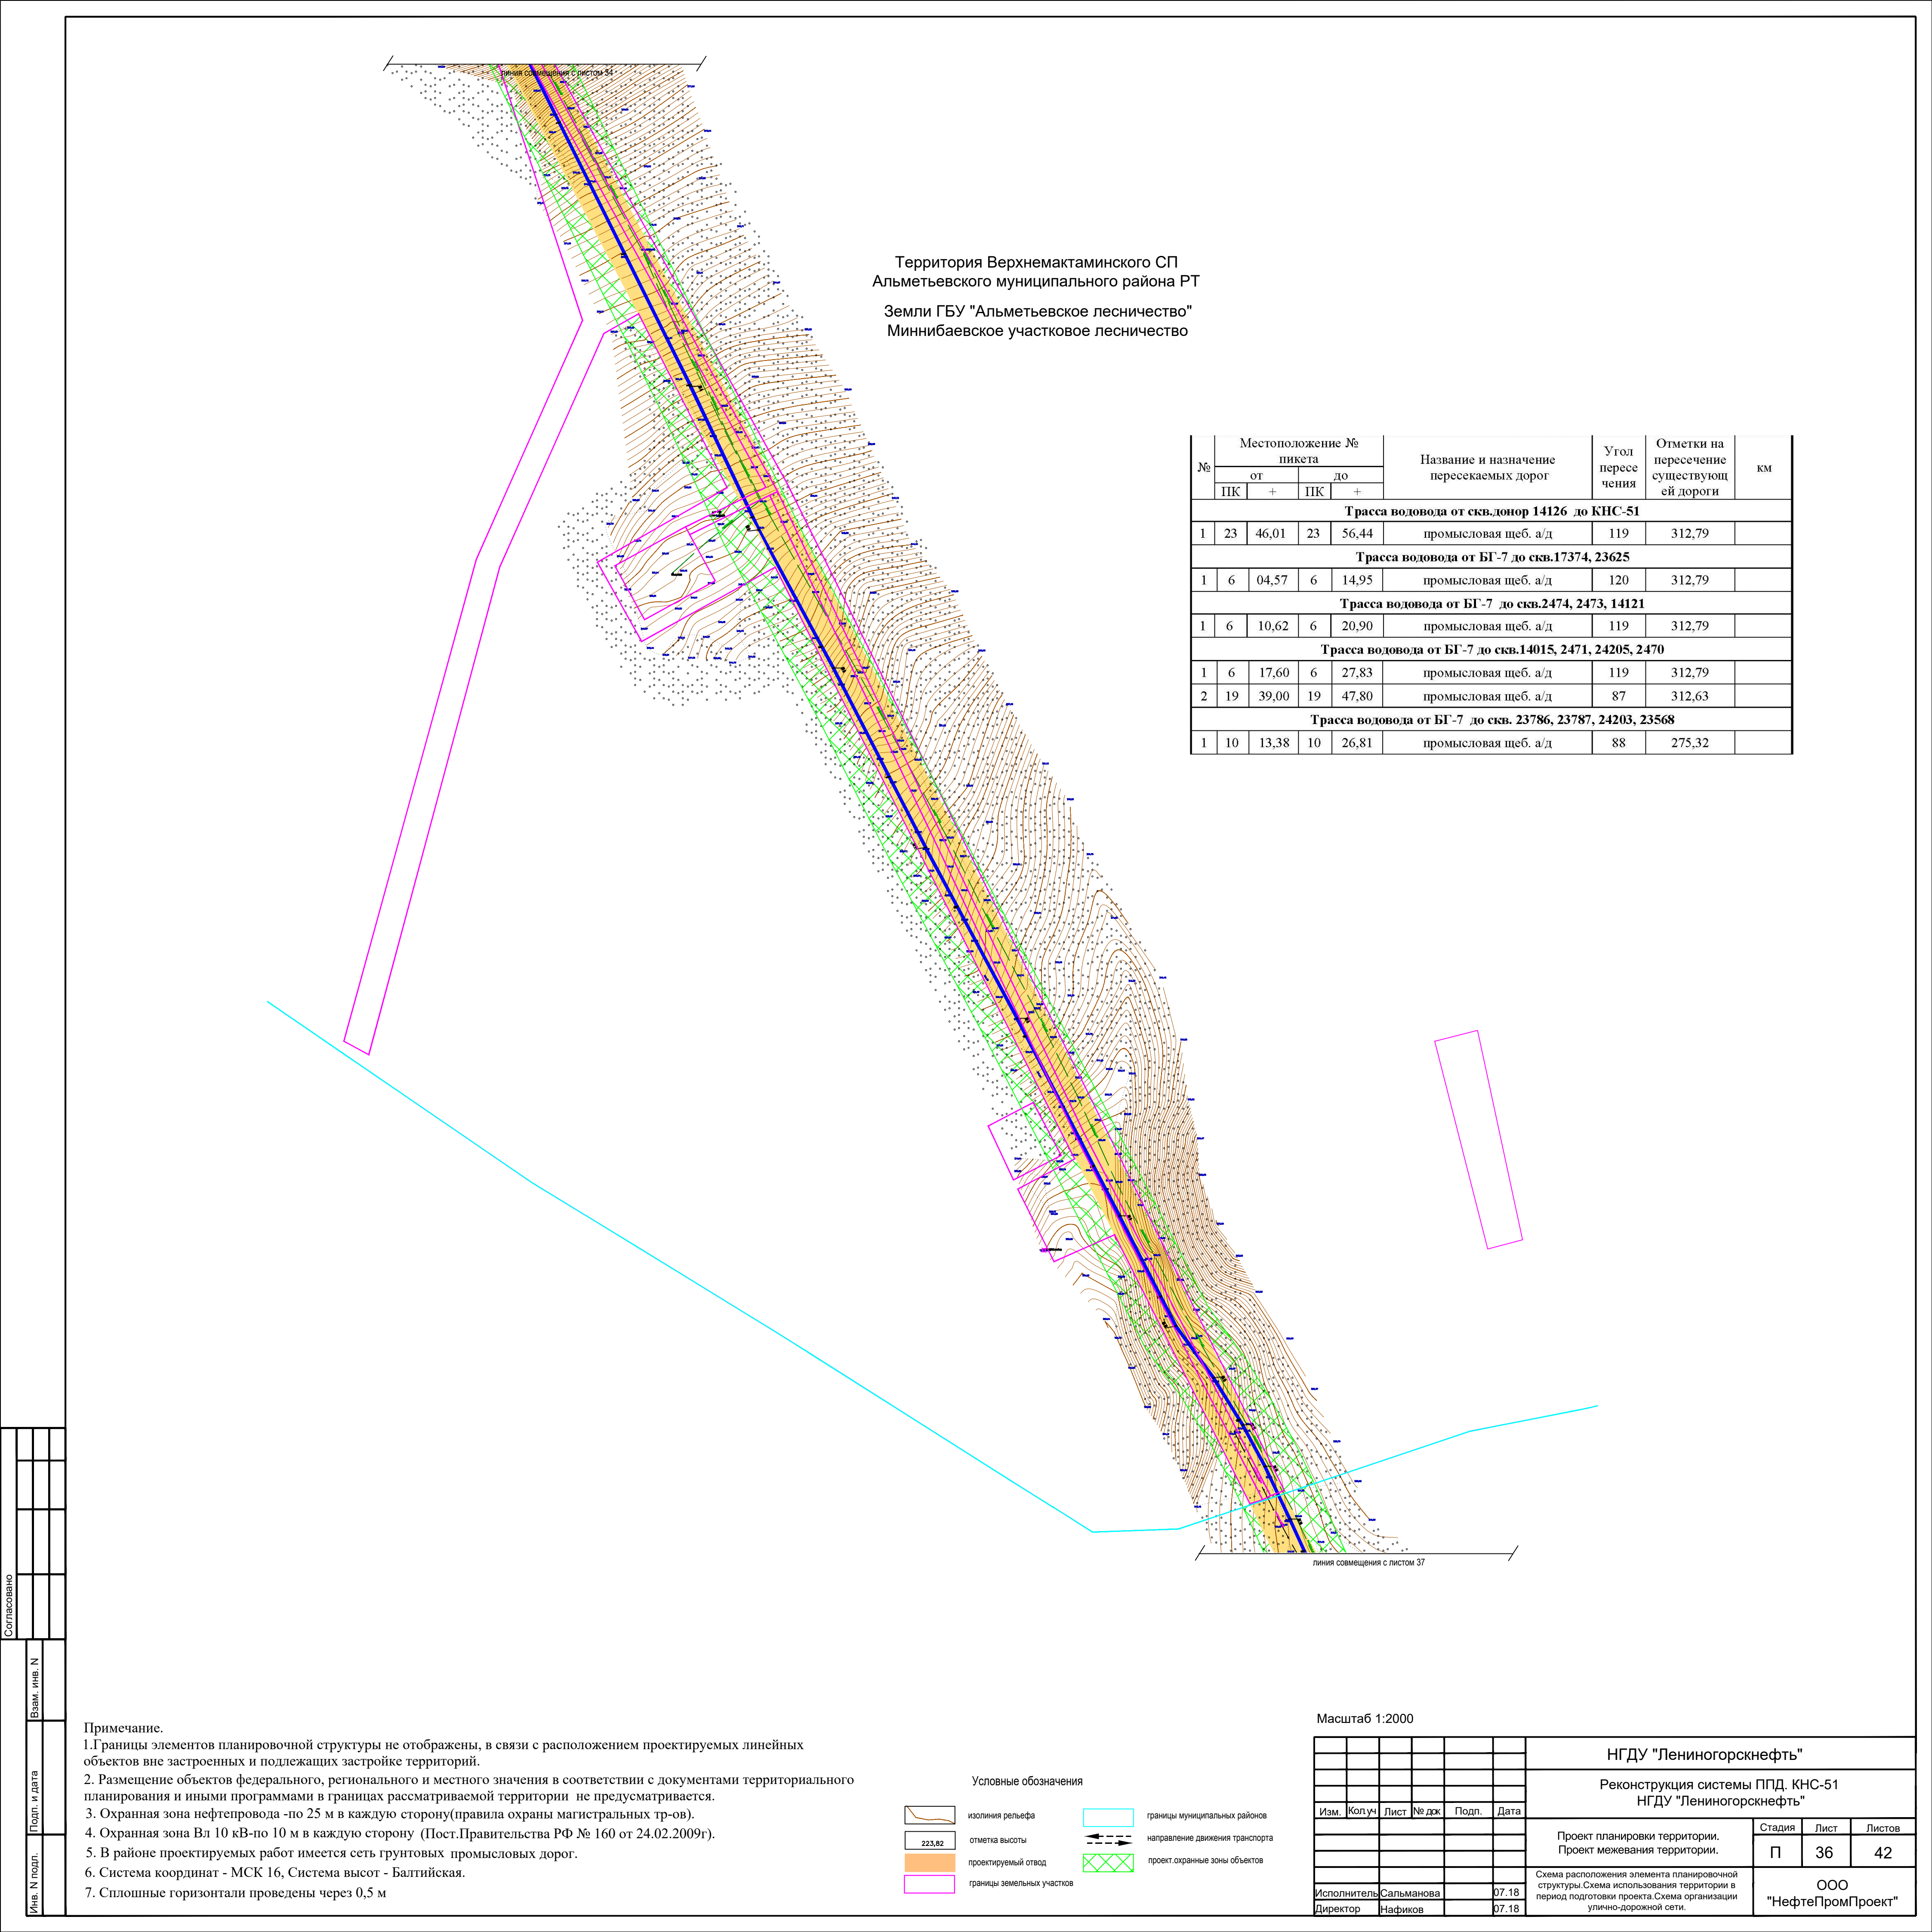 линия совмещения с листом 34
Территория Верхнемактаминского СП
Альметьевского муниципального района РТ
Земли ГБУ "Альметьевское лесничество"
Миннибаевское участковое лесничество
№ Местоположение № пикета Название и назначение пересекаемых дорог Угол пересе чения Отметки на пересечение существующ ей дороги км
от до
ПК + ПК +
Трасса водовода от скв.донор 14126 до КНС-51
1 23 46,01 23 56,44 промысловая щеб. а/д 119 312,79
Трасса водовода от БГ-7 до скв.17374, 23625
1 6 04,57 6 14,95 промысловая щеб. а/д 120 312,79
Трасса водовода от БГ-7 до скв.2474, 2473, 14121
1 6 10,62 6 20,90 промысловая щеб. а/д 119 312,79
Трасса водовода от БГ-7 до скв.14015, 2471, 24205, 2470
1 6 17,60 6 27,83 промысловая щеб. а/д 119 312,79
2 19 39,00 19 47,80 промысловая щеб. а/д 87 312,63
Трасса водовода от БГ-7 до скв. 23786, 23787, 24203, 23568
1 10 13,38 10 26,81 промысловая щеб. а/д 88 275,32
линия совмещения с листом 37
Согласовано
Взам. инв. N
Подп. и дата
Инв. N подл.
Примечание.
1.Границы элементов планировочной структуры не отображены, в связи с расположением проектируемых линейных
объектов вне застроенных и подлежащих застройке территорий.
2. Размещение объектов федерального, регионального и местного значения в соответствии с документами территориального
планирования и иными программами в границах рассматриваемой территории не предусматривается.
3. Охранная зона нефтепровода -по 25 м в каждую сторону(правила охраны магистральных тр-ов).
4. Охранная зона Вл 10 кВ-по 10 м в каждую сторону (Пост.Правительства РФ № 160 от 24.02.2009г).
5. В районе проектируемых работ имеется сеть грунтовых промысловых дорог.
6. Система координат - МСК 16, Система высот - Балтийская.
7. Сплошные горизонтали проведены через 0,5 м
Условные обозначения
изолиния рельефа
223,82 отметка высоты
проектируемый отвод
границы земельных участков
границы муниципальных районов
направление движения транспорта
проект.охранные зоны объектов
Масштаб 1:2000
НГДУ "Лениногорскнефть"
Реконструкция системы ППД. КНС-51
НГДУ "Лениногорскнефть"
Изм. Кол.уч Лист № док Подп. Дата
Проект планировки территории.
Проект межевания территории.
Стадия Лист Листов
П 36 42
Схема расположения элемента планировочной
структуры.Схема использования территории в
период подготовки проекта.Схема организации
улично-дорожной сети.
Исполнитель Сальманова 07.18
Директор Нафиков 07.18
ООО
"НефтеПромПроект"